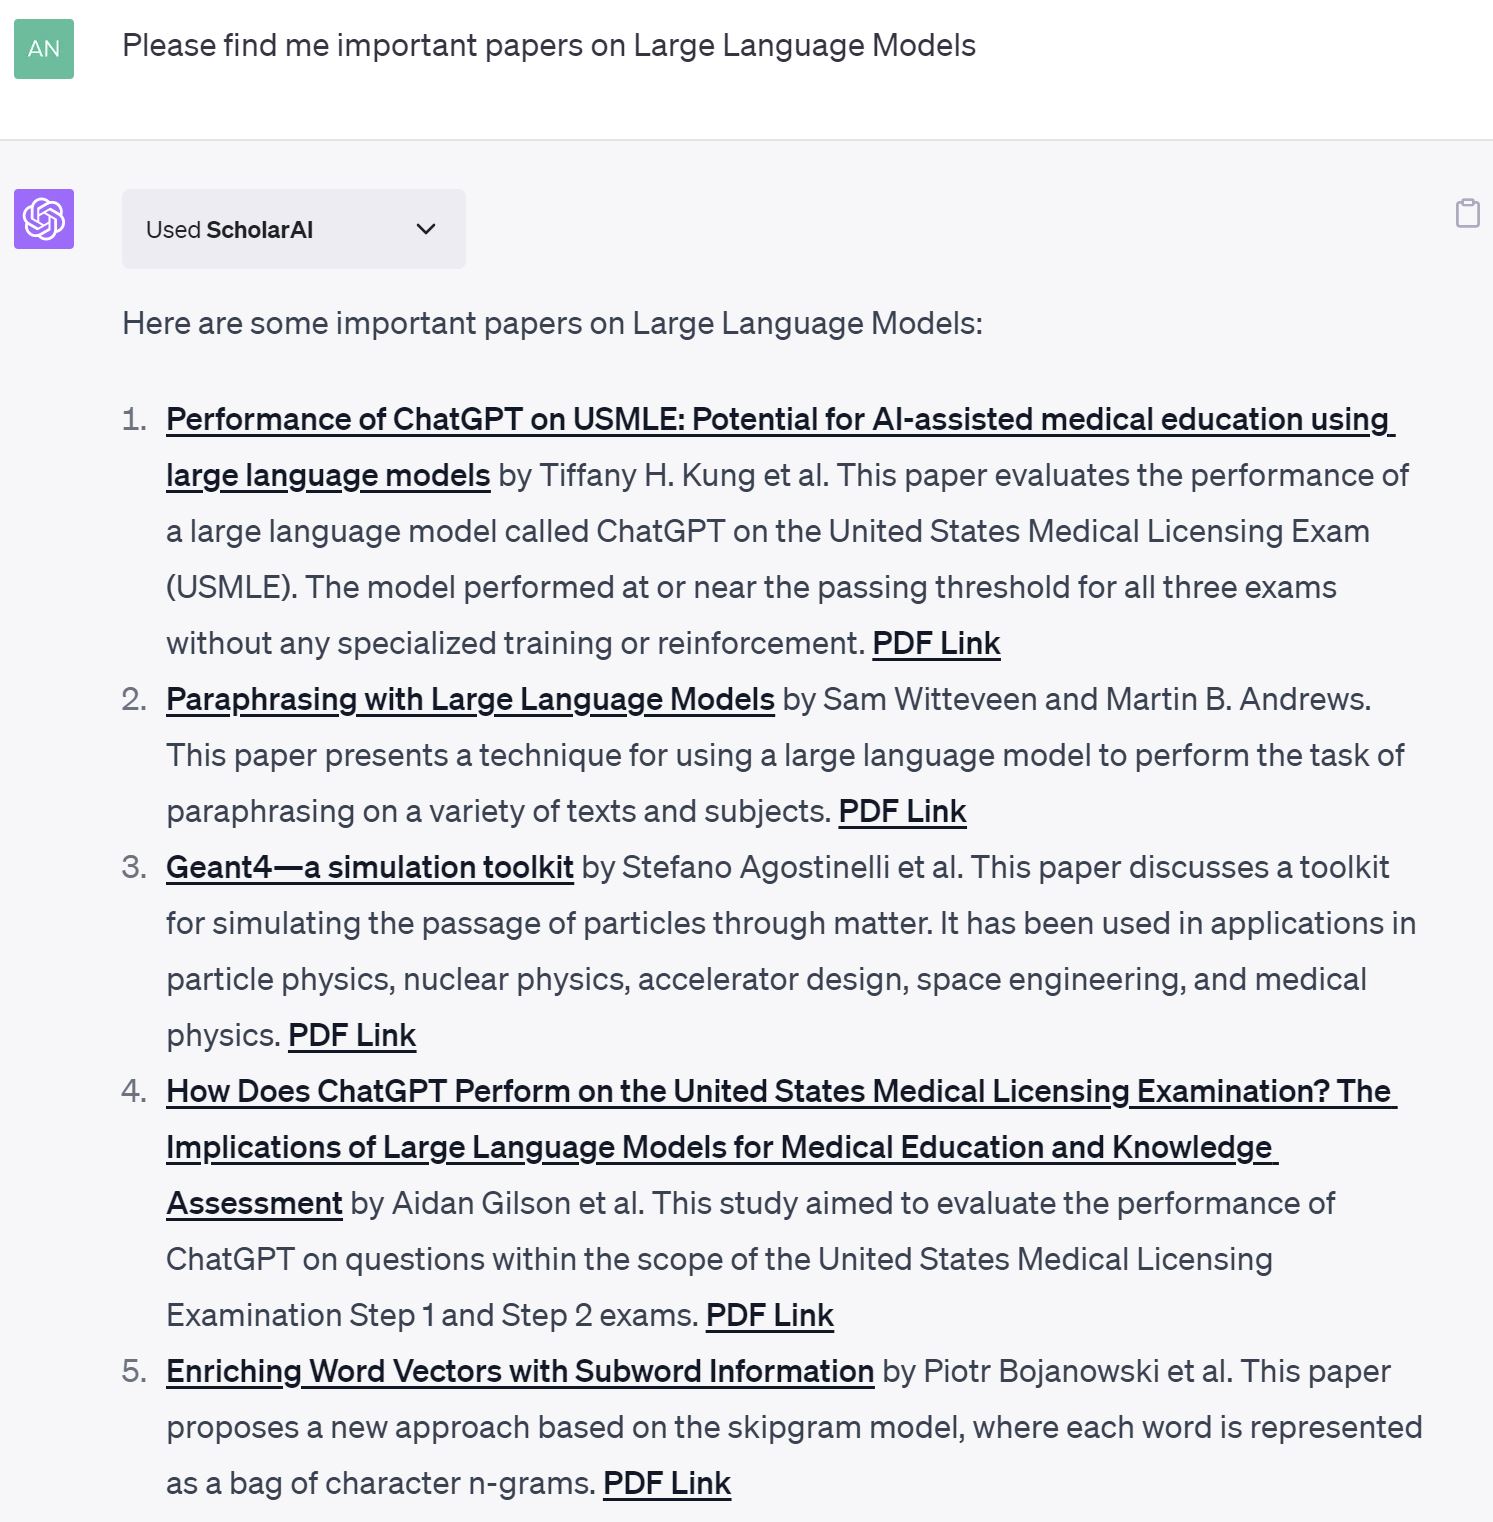 AN
Please find me important papers on Large Language Models
Used ScholarAI
Here are some important papers on Large Language Models:
1. Performance of ChatGPT on USMLE: Potential for AI-assisted medical education using
large language models by Tiffany H. Kung et al. This paper evaluates the performance of
a large language model called ChatGPT on the United States Medical Licensing Exam
(USMLE). The model performed at or near the passing threshold for all three exams
without any specialized training or reinforcement. PDF Link
2. Paraphrasing with Large Language Models by Sam Witteveen and Martin B. Andrews.
This paper presents a technique for using a large language model to perform the task of
paraphrasing on a variety of texts and subjects. PDF Link
3. Geant4—a simulation toolkit by Stefano Agostinelli et al. This paper discusses a toolkit
for simulating the passage of particles through matter. It has been used in applications in
particle physics, nuclear physics, accelerator design, space engineering, and medical
physics. PDF Link
4. How Does ChatGPT Perform on the United States Medical Licensing Examination? The
Implications of Large Language Models for Medical Education and Knowledge
Assessment by Aidan Gilson et al. This study aimed to evaluate the performance of
ChatGPT on questions within the scope of the United States Medical Licensing
Examination Step 1 and Step 2 exams. PDF Link
5. Enriching Word Vectors with Subword Information by Piotr Bojanowski et al. This paper
proposes a new approach based on the skipgram model, where each word is represented
as a bag of character n-grams. PDF Link